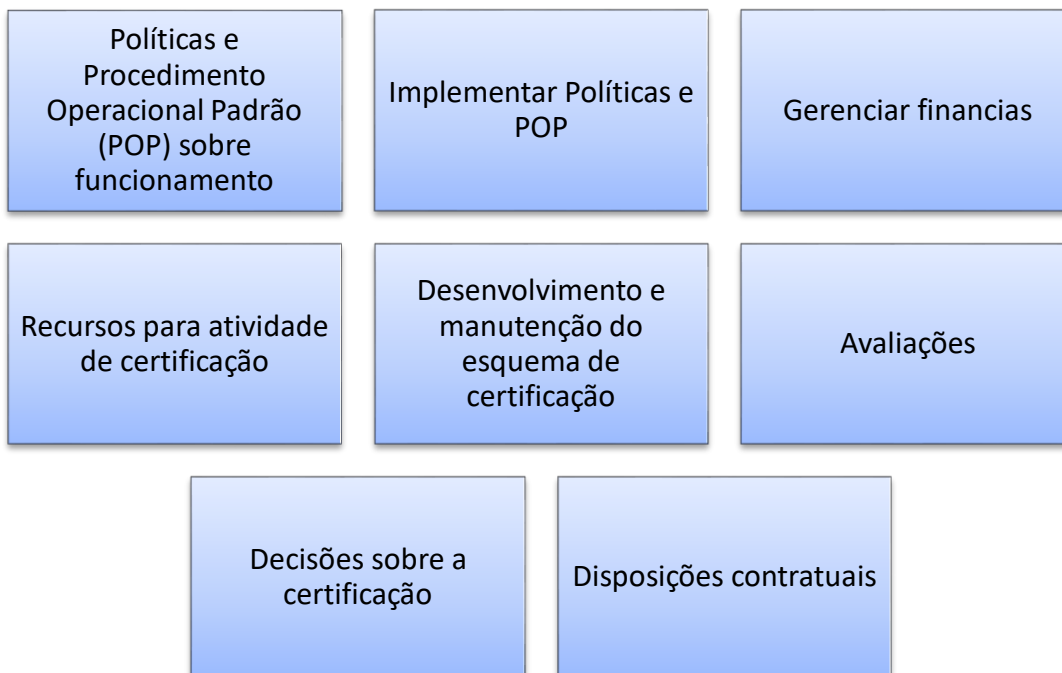 Políticas e
Procedimento
Operacional Padrão
(POP) sobre
funcionamento
Implementar Políticas e
POP
Gerenciar financias
Recursos para atividade
de certificação
Desenvolvimento e
manutenção do
esquema de
certificação
Avaliações
Decisões sobre a
certificação
Disposições contratuais